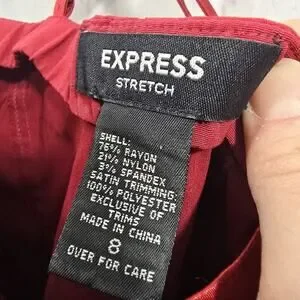 EXPRESS
STRETCH
SHELL:
76% RAYON
21% NYLON
3% SPANDEX
SATIN TRIMMING:
100% POLYESTER
EXCLUSIVE OF
TRIMS
MADE IN CHINA
8
OVER FOR CARE